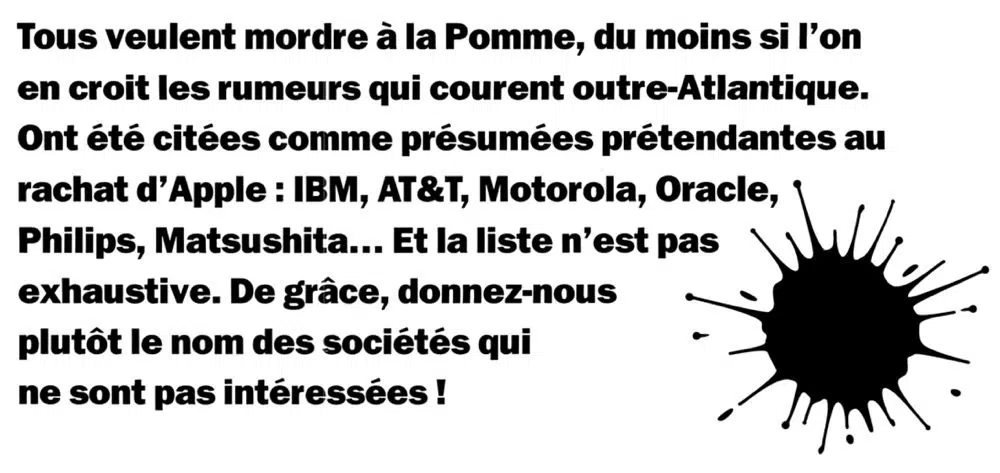 Tous veulent mordre à la Pomme, du moins si l’on
en croit les rumeurs qui courent outre-Atlantique.
Ont été citées comme présumées prétendantes au
rachat d’Apple : IBM, AT&T, Motorola, Oracle,
Philips, Matsushita... Et la liste n’est pas
exhaustive. De grâce, donnez-nous
plutôt le nom des sociétés qui
ne sont pas intéressées !